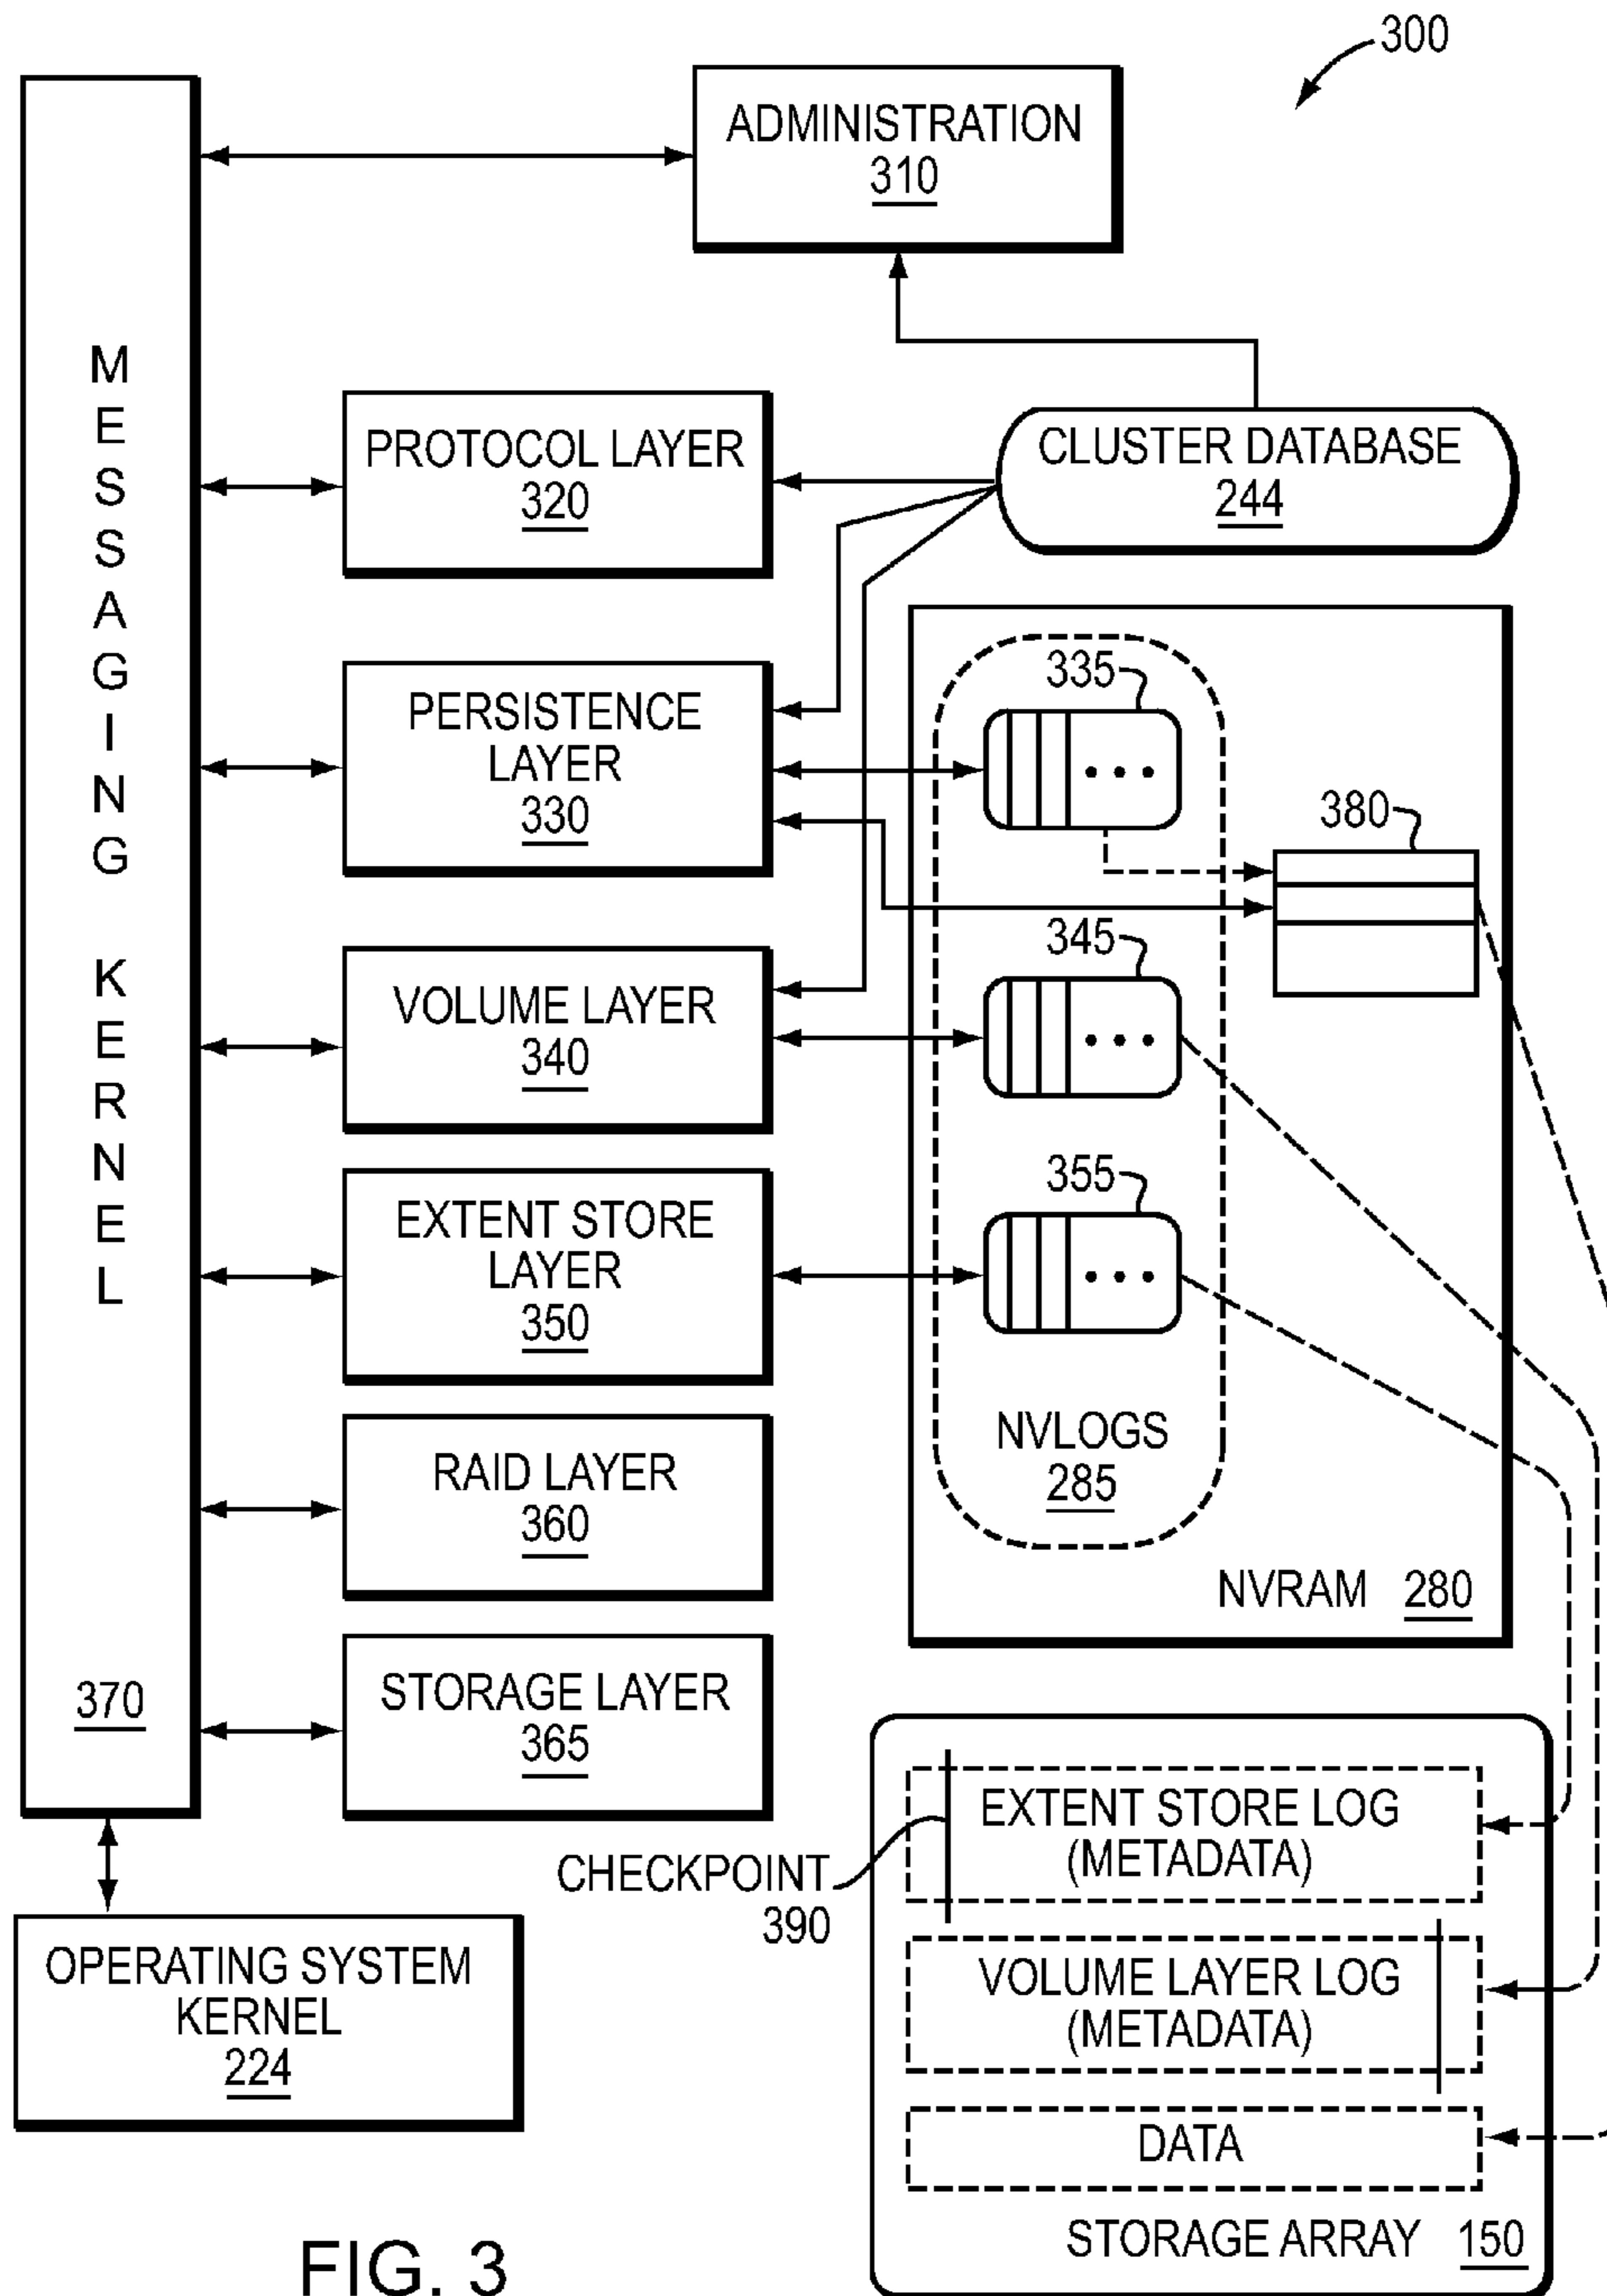 300
ADMINISTRATION
310
MESSAGING KERNEL
370
PROTOCOL LAYER
320
CLUSTER DATABASE
244
PERSISTENCE
LAYER
330
335
380
VOLUME LAYER
340
345
EXTENT STORE
LAYER
350
355
NVLOGS
285
RAID LAYER
360
NVRAM 280
STORAGE LAYER
365
OPERATING SYSTEM
KERNEL
224
EXTENT STORE LOG
(METADATA)
CHECKPOINT
390
VOLUME LAYER LOG
(METADATA)
DATA
STORAGE ARRAY 150
FIG. 3